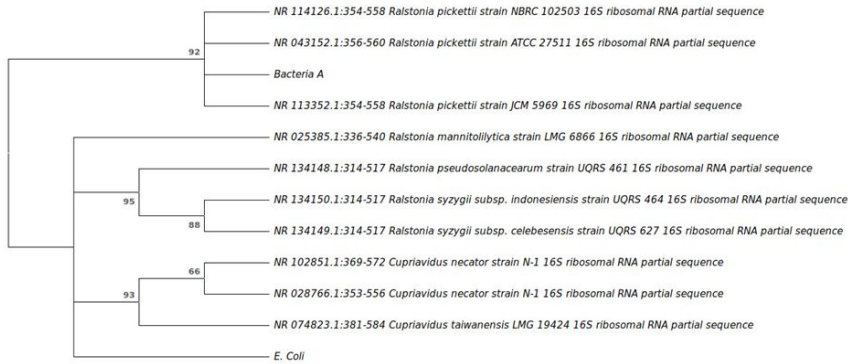 NR 114126.1:354-558 Ralstonia pickettii strain NBRC 102503 16S ribosomal RNA partial sequence
92
NR 043152.1:356-560 Ralstonia pickettii strain ATCC 27511 16S ribosomal RNA partial sequence
Bacteria A
NR 113352.1:354-558 Ralstonia pickettii strain JCM 5969 16S ribosomal RNA partial sequence
NR 025385.1:336-540 Ralstonia mannitolilytica strain LMG 6866 16S ribosomal RNA partial sequence
NR 134148.1:314-517 Ralstonia pseudosolanacearum strain UQRS 461 16S ribosomal RNA partial sequence
95
NR 134150.1:314-517 Ralstonia syzygii subsp. indonesiensis strain UQRS 464 16S ribosomal RNA partial sequence
88
NR 134149.1:314-517 Ralstonia syzygii subsp. celebesensis strain UQRS 627 16S ribosomal RNA partial sequence
NR 102851.1:369-572 Cupriavidus necator strain N-1 16S ribosomal RNA partial sequence
66
NR 028766.1:353-556 Cupriavidus necator strain N-1 16S ribosomal RNA partial sequence
93
NR 074823.1:381-584 Cupriavidus taiwanensis LMG 19424 16S ribosomal RNA partial sequence
E. Coli